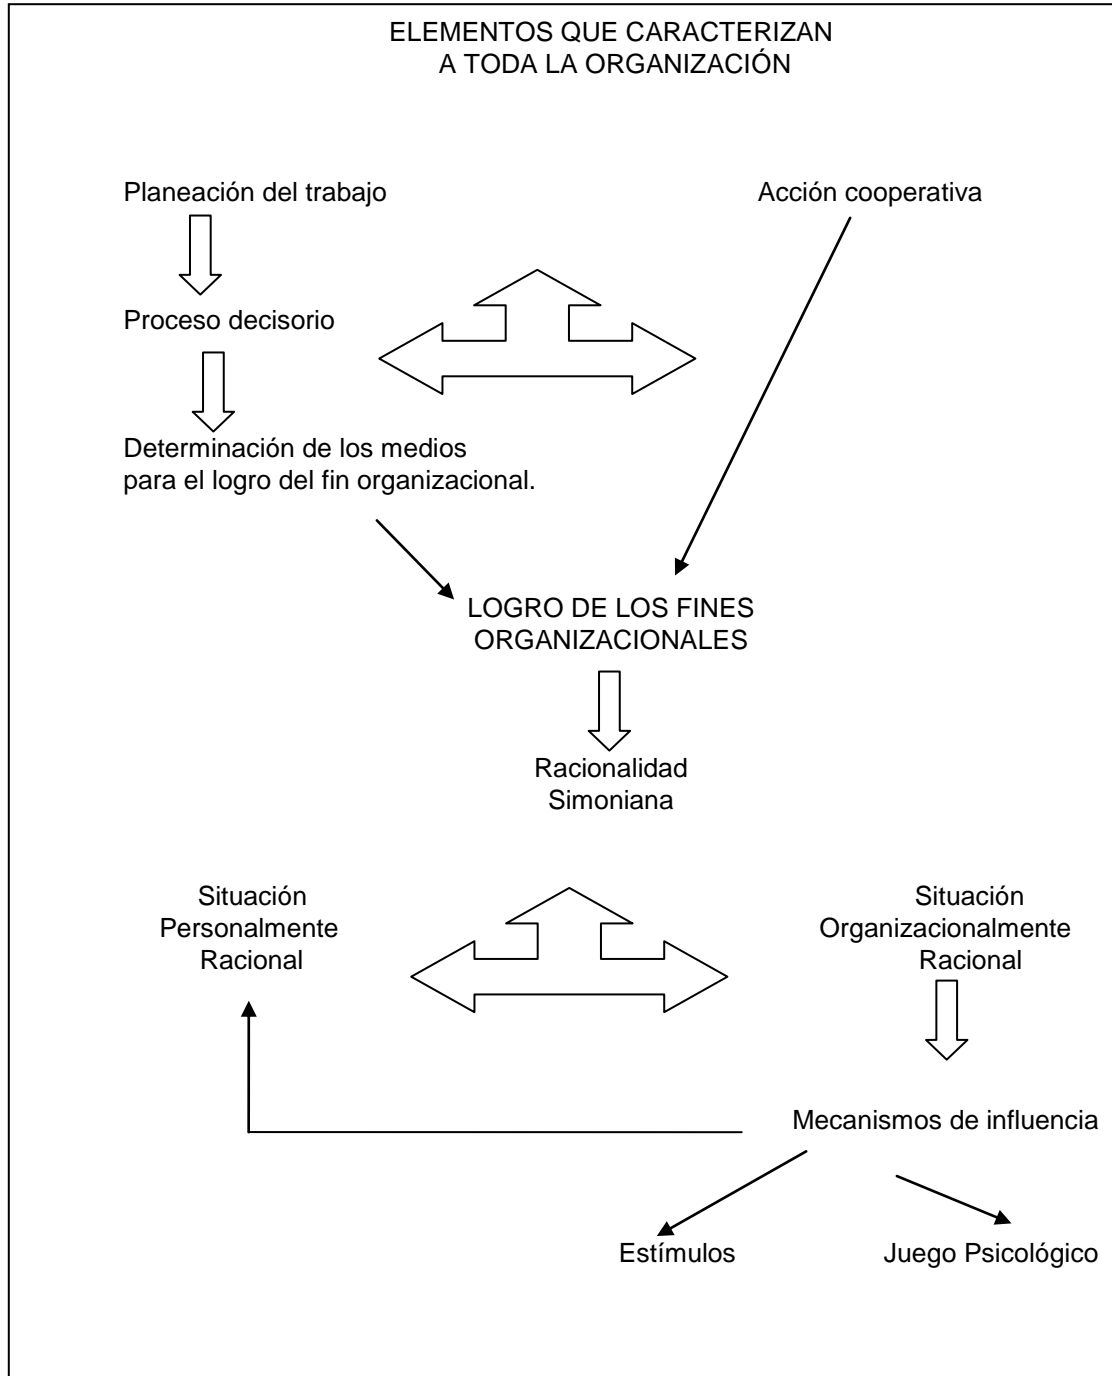 ELEMENTOS QUE CARACTERIZAN
A TODA LA ORGANIZACIÓN
Planeación del trabajo
Acción cooperativa
Proceso decisorio
Determinación de los medios
para el logro del fin organizacional.
LOGRO DE LOS FINES
ORGANIZACIONALES
Racionalidad
Simoniana
Situación
Personalmente
Racional
Situación
Organizacionalmente
Racional
Mecanismos de influencia
Estímulos
Juego Psicológico